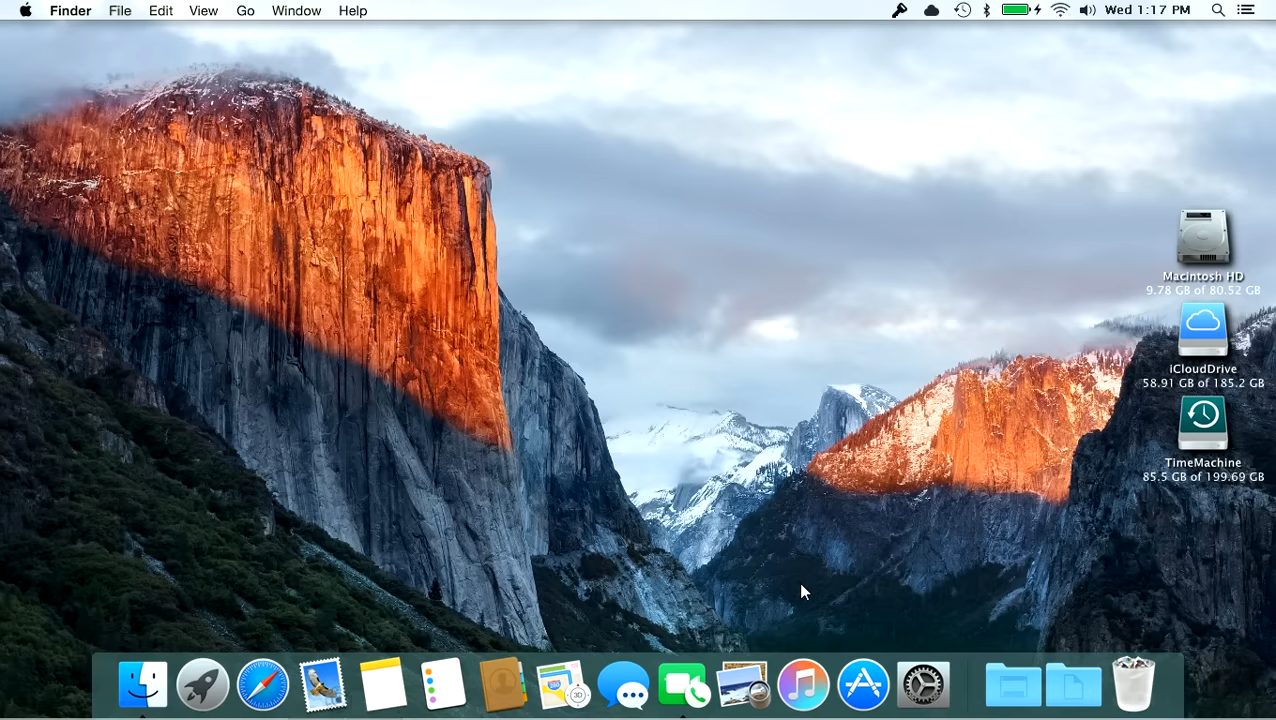 Finder File Edit View Go Window Help Wed 1:17 PM
Macintosh HD
9.78 GB of 80.52 GB
iCloudDrive
58.91 GB of 185.2 GB
TimeMachine
85.5 GB of 199.69 GB
3D